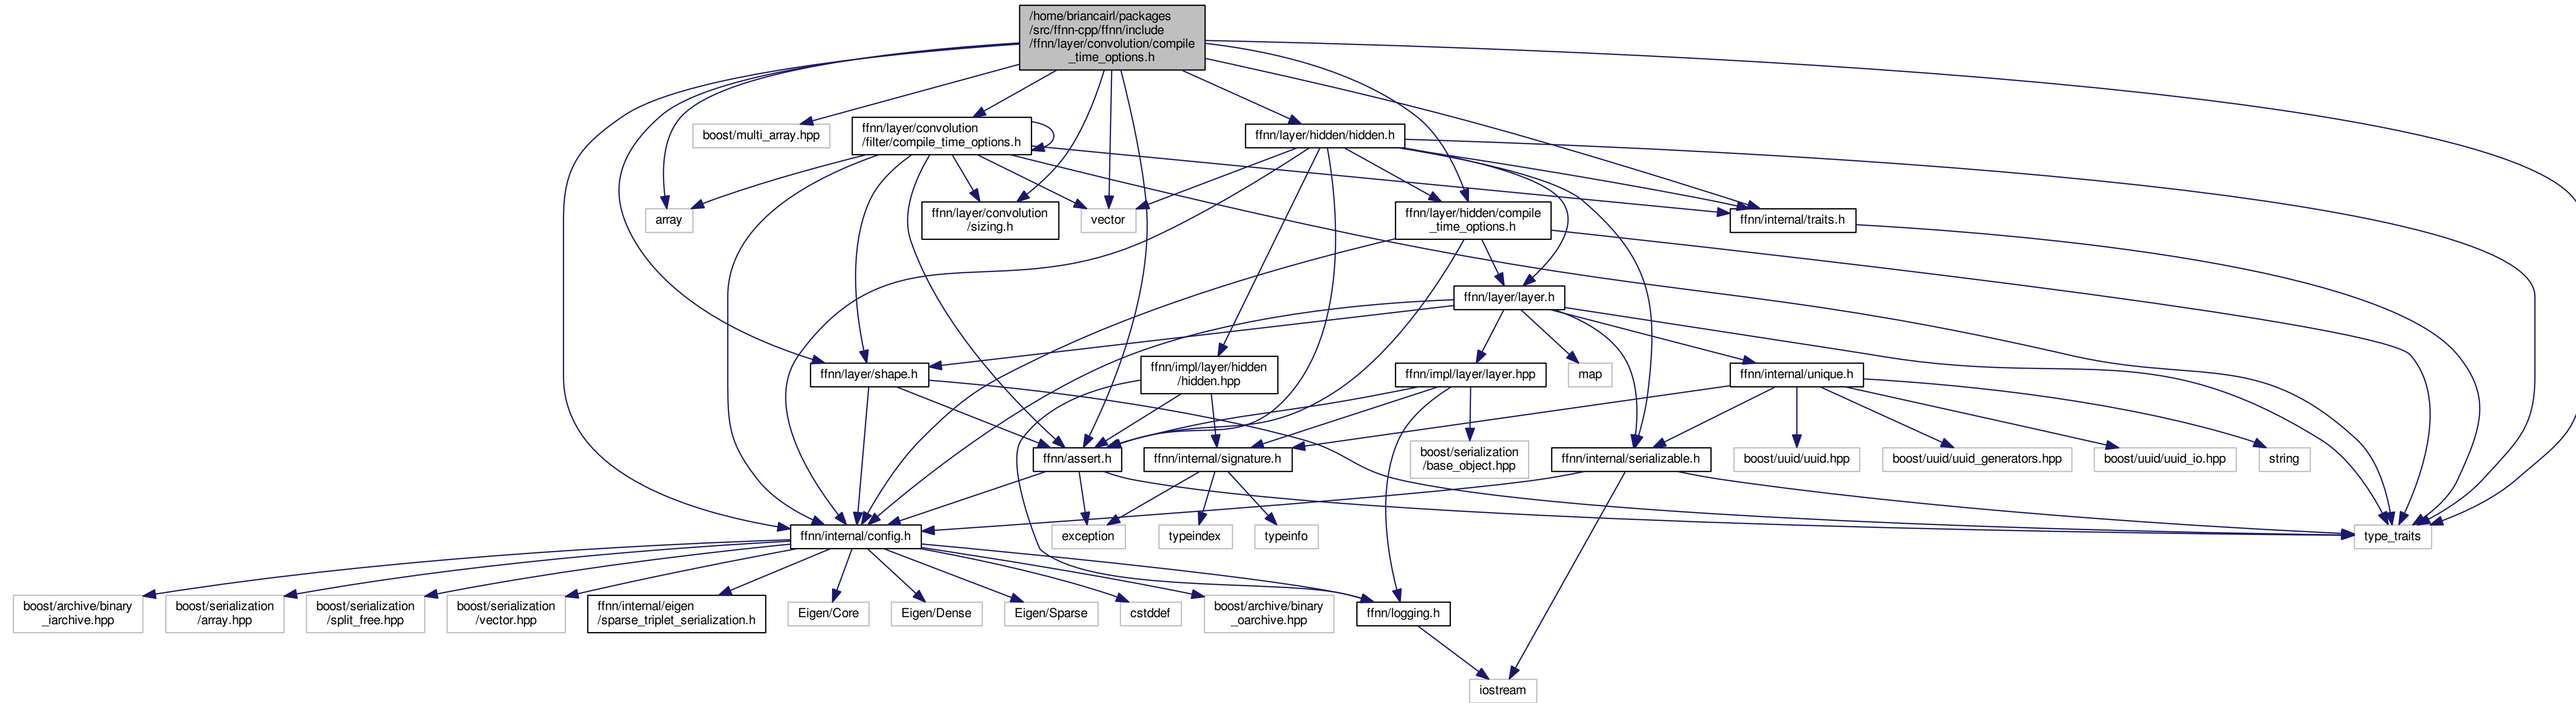 /home/briancairl/packages
/src/ffnn-cpp/ffnn/include
/ffnn/layer/convolution/compile
_time_options.h
boost/multi_array.hpp
ffnn/layer/convolution
/filter/compile_time_options.h
ffnn/layer/hidden/hidden.h
array
ffnn/layer/convolution
/sizing.h
vector
ffnn/layer/hidden/compile
_time_options.h
ffnn/internal/traits.h
ffnn/layer/layer.h
ffnn/layer/shape.h
ffnn/impl/layer/hidden
/hidden.hpp
ffnn/impl/layer/layer.hpp
map
ffnn/internal/unique.h
ffnn/assert.h
ffnn/internal/signature.h
boost/serialization
/base_object.hpp
ffnn/internal/serializable.h
boost/uuid/uuid.hpp
boost/uuid/uuid_generators.hpp
boost/uuid/uuid_io.hpp
string
ffnn/internal/config.h
exception
typeindex
typeinfo
type_traits
boost/archive/binary
_iarchive.hpp
boost/serialization
/array.hpp
boost/serialization
/split_free.hpp
boost/serialization
/vector.hpp
ffnn/internal/eigen
/sparse_triplet_serialization.h
Eigen/Core
Eigen/Dense
Eigen/Sparse
cstddef
boost/archive/binary
_oarchive.hpp
ffnn/logging.h
iostream